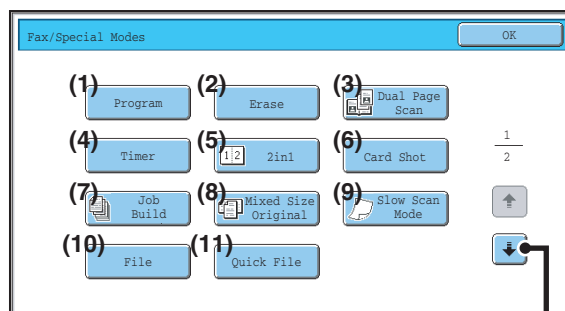 Fax/Special Modes
OK
(1) Program
(2) Erase
(3) Dual Page
Scan
(4) Timer
(5) 1 2 2in1
(6) Card Shot
1
2
(7) Job
Build
(8) Mixed Size
Original
(9) Slow Scan
Mode
(10) File
(11) Quick File